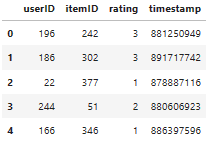 userID itemID rating timestamp
0 196 242 3 881250949
1 186 302 3 891717742
2 22 377 1 878887116
3 244 51 2 880606923
4 166 346 1 886397596